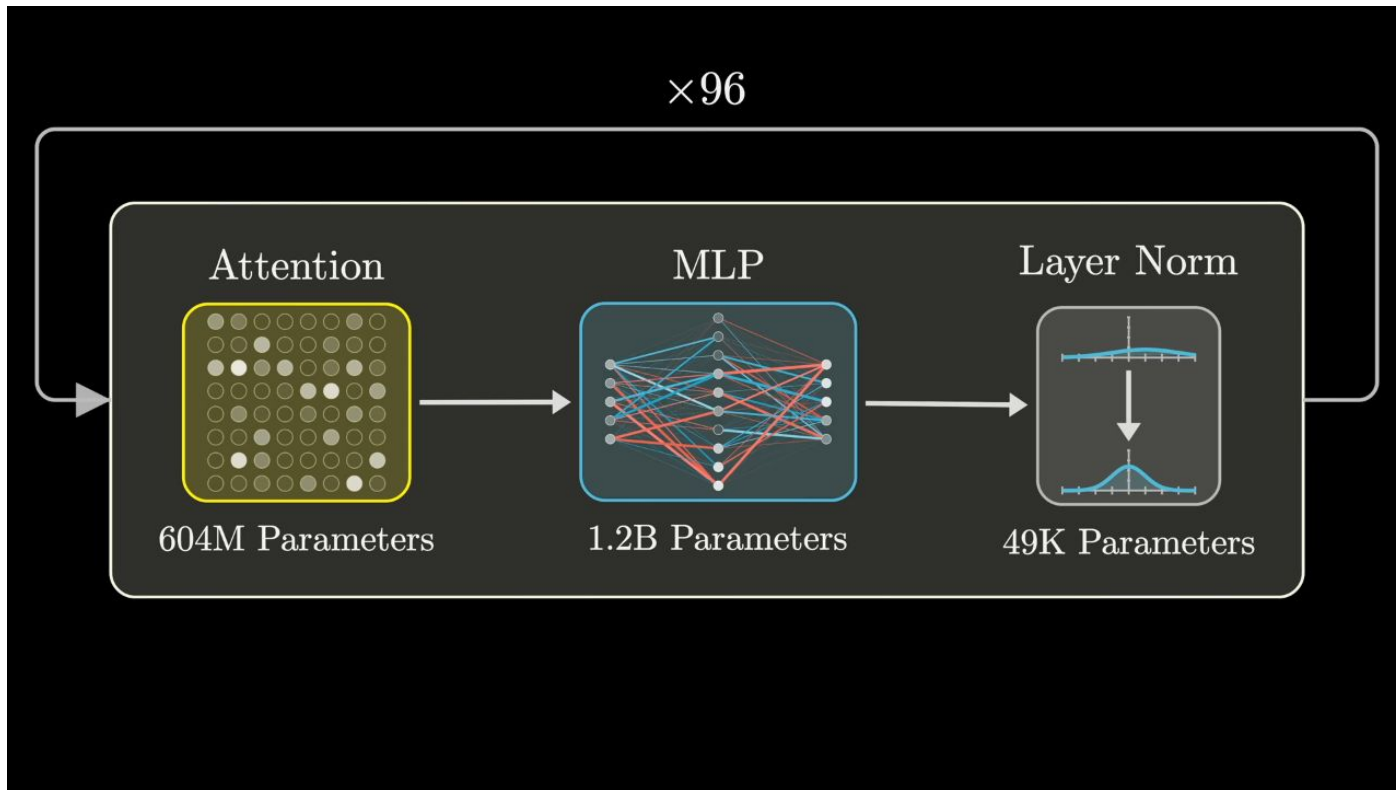 ×96
Attention
MLP
Layer Norm
604M Parameters
1.2B Parameters
49K Parameters